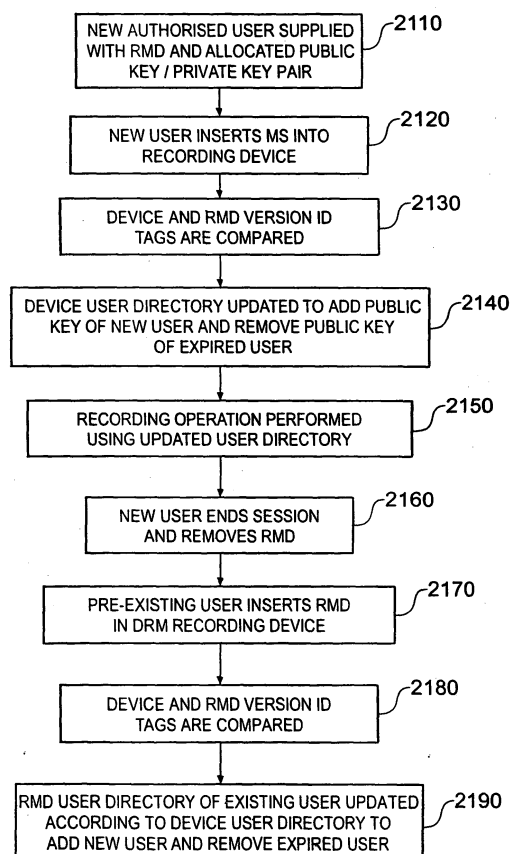 NEW AUTHORISED USER SUPPLIED
WITH RMD AND ALLOCATED PUBLIC
KEY / PRIVATE KEY PAIR
2110
NEW USER INSERTS MS INTO
RECORDING DEVICE
2120
DEVICE AND RMD VERSION ID
TAGS ARE COMPARED
2130
DEVICE USER DIRECTORY UPDATED TO ADD PUBLIC
KEY OF NEW USER AND REMOVE PUBLIC KEY
OF EXPIRED USER
2140
RECORDING OPERATION PERFORMED
USING UPDATED USER DIRECTORY
2150
NEW USER ENDS SESSION
AND REMOVES RMD
2160
PRE-EXISTING USER INSERTS RMD
IN DRM RECORDING DEVICE
2170
DEVICE AND RMD VERSION ID
TAGS ARE COMPARED
2180
RMD USER DIRECTORY OF EXISTING USER UPDATED
ACCORDING TO DEVICE USER DIRECTORY TO
ADD NEW USER AND REMOVE EXPIRED USER
2190